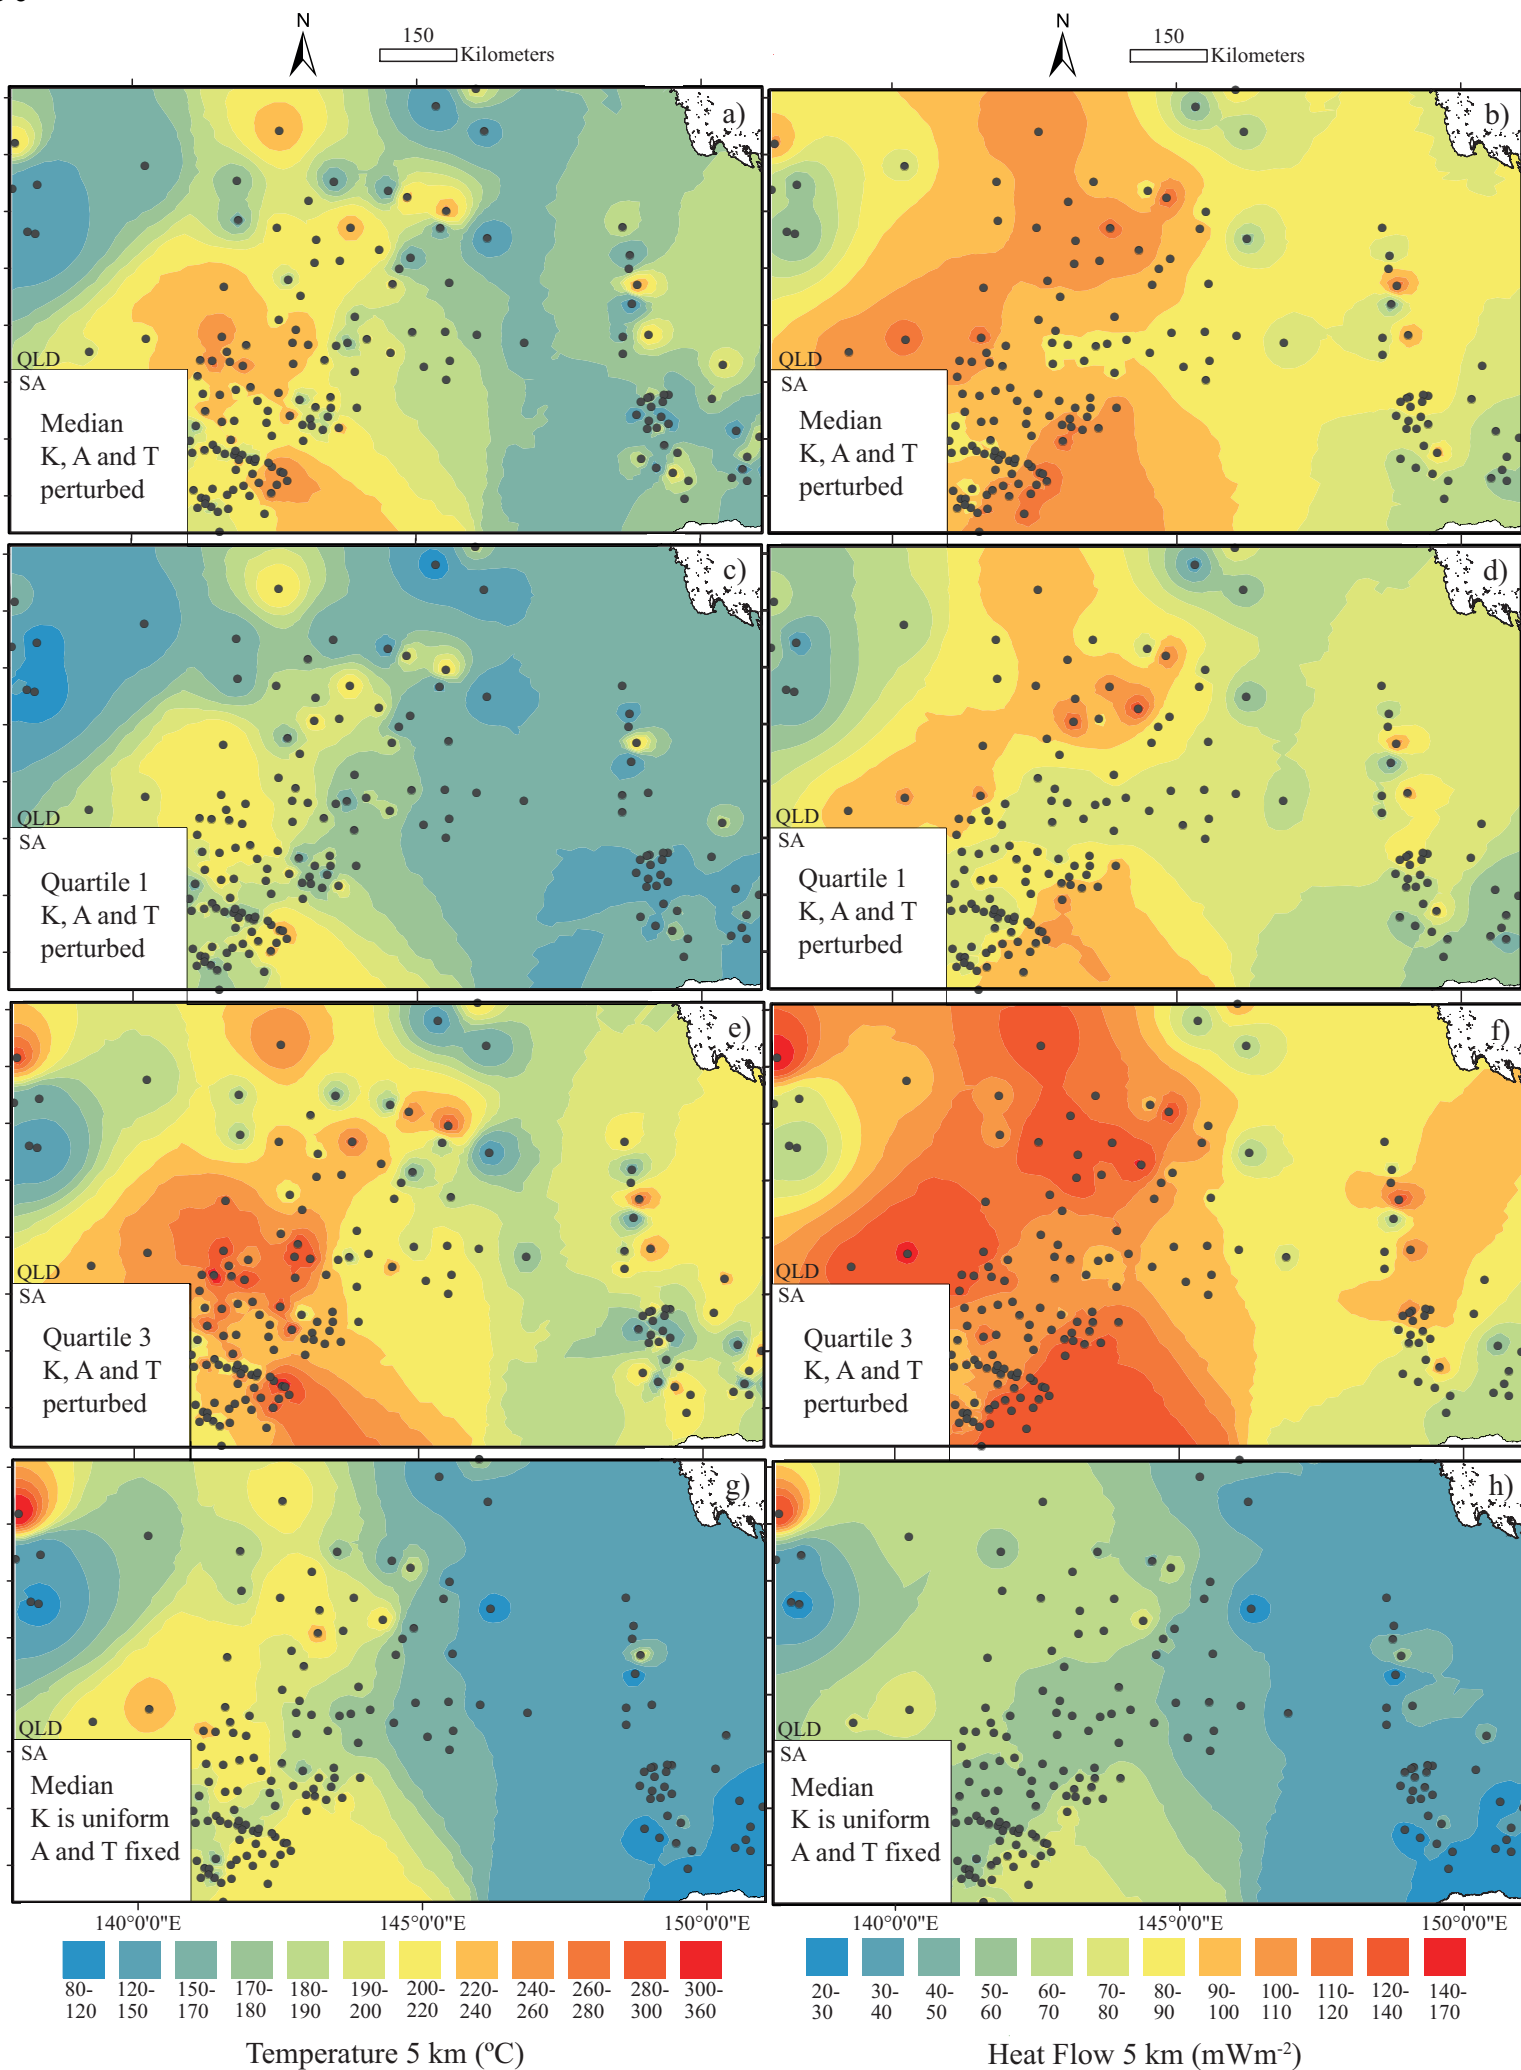 N
150
Kilometers
N
150
Kilometers
a)
QLD
SA
Median
K, A and T
perturbed
b)
QLD
SA
Median
K, A and T
perturbed
c)
QLD
SA
Quartile 1
K, A and T
perturbed
d)
QLD
SA
Quartile 1
K, A and T
perturbed
e)
QLD
SA
Quartile 3
K, A and T
perturbed
f)
QLD
SA
Quartile 3
K, A and T
perturbed
g)
QLD
SA
Median
K is uniform
A and T fixed
h)
QLD
SA
Median
K is uniform
A and T fixed
140°0'0"E 145°0'0"E 150°0'0"E
140°0'0"E 145°0'0"E 150°0'0"E
80- 120- 150- 170- 180- 190- 200- 220- 240- 260- 280- 300-
120 150 170 180 190 200 220 240 260 280 300 360
Temperature 5 km (ºC)
20- 30- 40- 50- 60- 70- 80- 90- 100- 110- 120- 140-
30 40 50 60 70 80 90 100 110 120 140 170
Heat Flow 5 km (mWm⁻²)